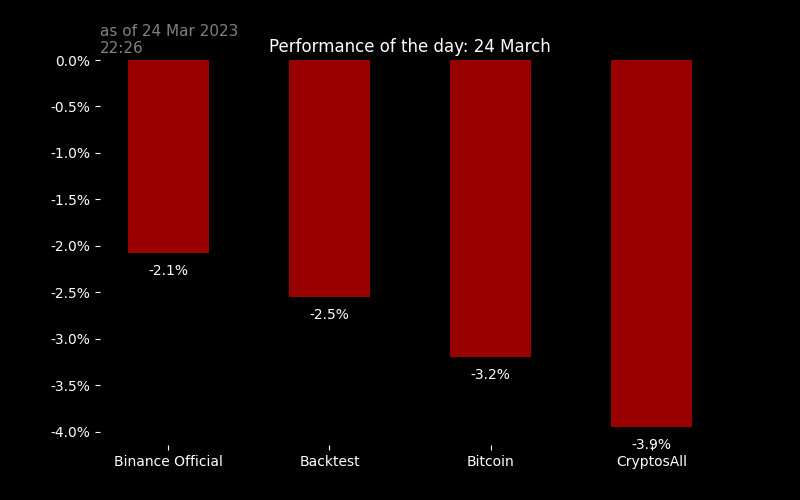 as of 24 Mar 2023
22:26
Performance of the day: 24 March
0.0%
-0.5%
-1.0%
-1.5%
-2.0%
-2.5%
-3.0%
-3.5%
-4.0%
-2.1%
-2.5%
-3.2%
-3.9%
Binance Official
Backtest
Bitcoin
CryptosAll